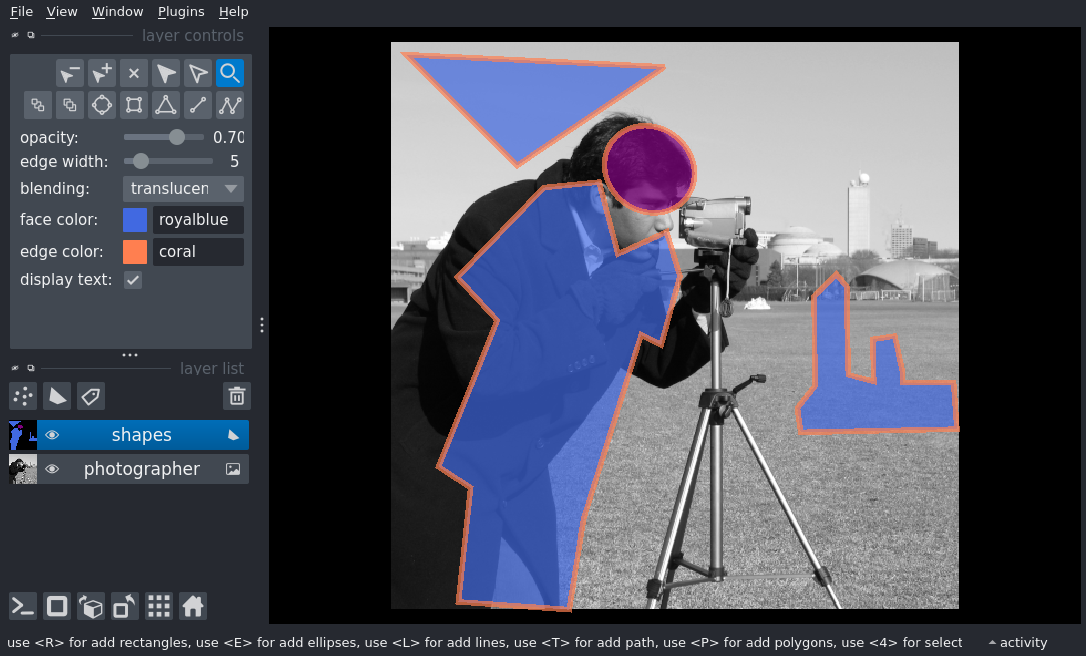 File View Window Plugins Help
layer controls
opacity: 0.70
edge width: 5
blending: translucen
face color: royalblue
edge color: coral
display text:
layer list
shapes
photographer
use <R> for add rectangles, use <E> for add ellipses, use <L> for add lines, use <T> for add path, use <P> for add polygons, use <4> for select
activity